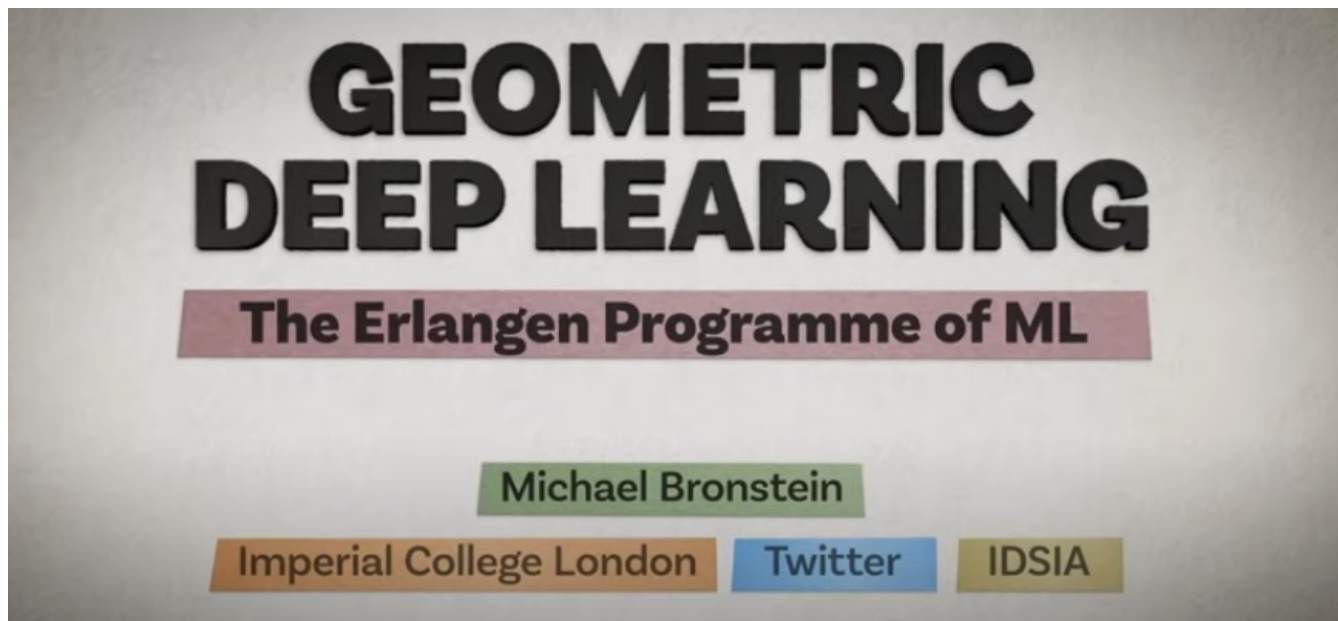 GEOMETRIC
DEEP LEARNING
The Erlangen Programme of ML
Michael Bronstein
Imperial College London Twitter IDSIA